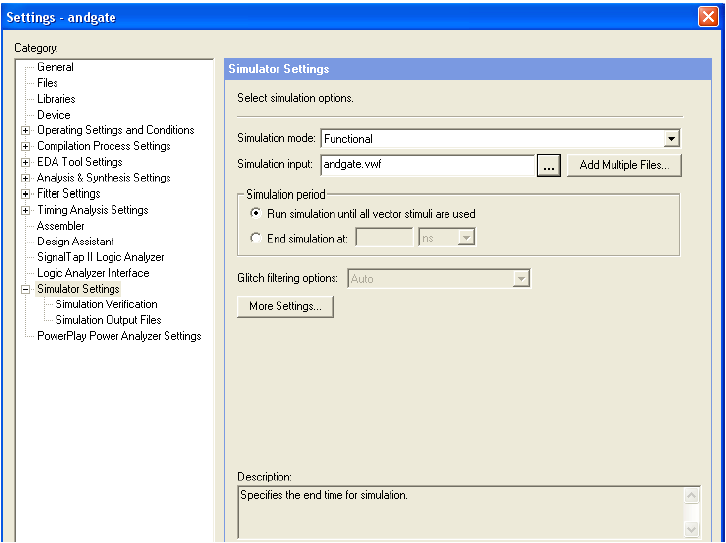 Settings - andgate
Category:
General
Files
Libraries
Device
Operating Settings and Conditions
Compilation Process Settings
EDA Tool Settings
Analysis & Synthesis Settings
Fitter Settings
Timing Analysis Settings
Assembler
Design Assistant
SignalTap II Logic Analyzer
Logic Analyzer Interface
Simulator Settings
Simulation Verification
Simulation Output Files
PowerPlay Power Analyzer Settings
Simulator Settings
Select simulation options.
Simulation mode: Functional
Simulation input: andgate.vwf ... Add Multiple Files...
Simulation period
Run simulation until all vector stimuli are used
End simulation at: ns
Glitch filtering options: Auto
More Settings...
Description:
Specifies the end time for simulation.